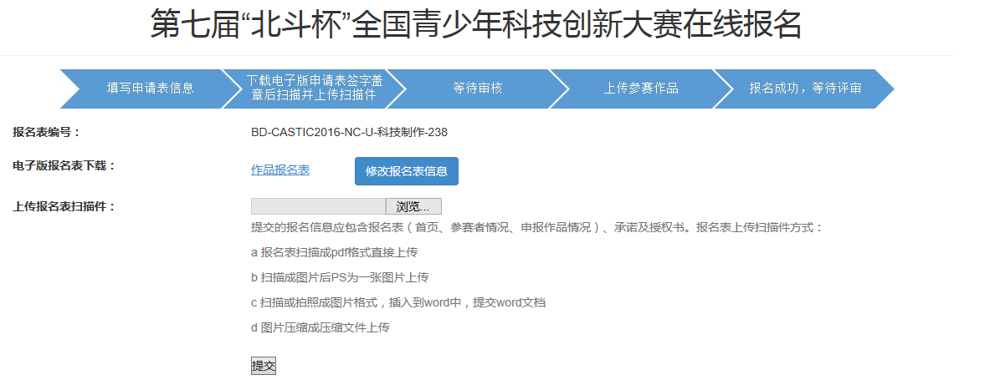 第七届“北斗杯”全国青少年科技创新大赛在线报名
填写申请表信息
下载电子版申请表签字盖
章后扫描并上传扫描件
等待审核
上传参赛作品
报名成功，等待评审
报名表编号：
BD-CASTIC2016-NC-U-科技制作-238
电子版报名表下载：
作品报名表
修改报名表信息
上传报名表扫描件：
浏览...
提交的报名信息应包含报名表（首页、参赛者情况、申报作品情况）、承诺及授权书。报名表上传扫描件方式：
a 报名表扫描成pdf格式直接上传
b 扫描成图片后PS为一张图片上传
c 扫描或拍照成图片格式，插入到word中，提交word文档
d 图片压缩成压缩文件上传
提交